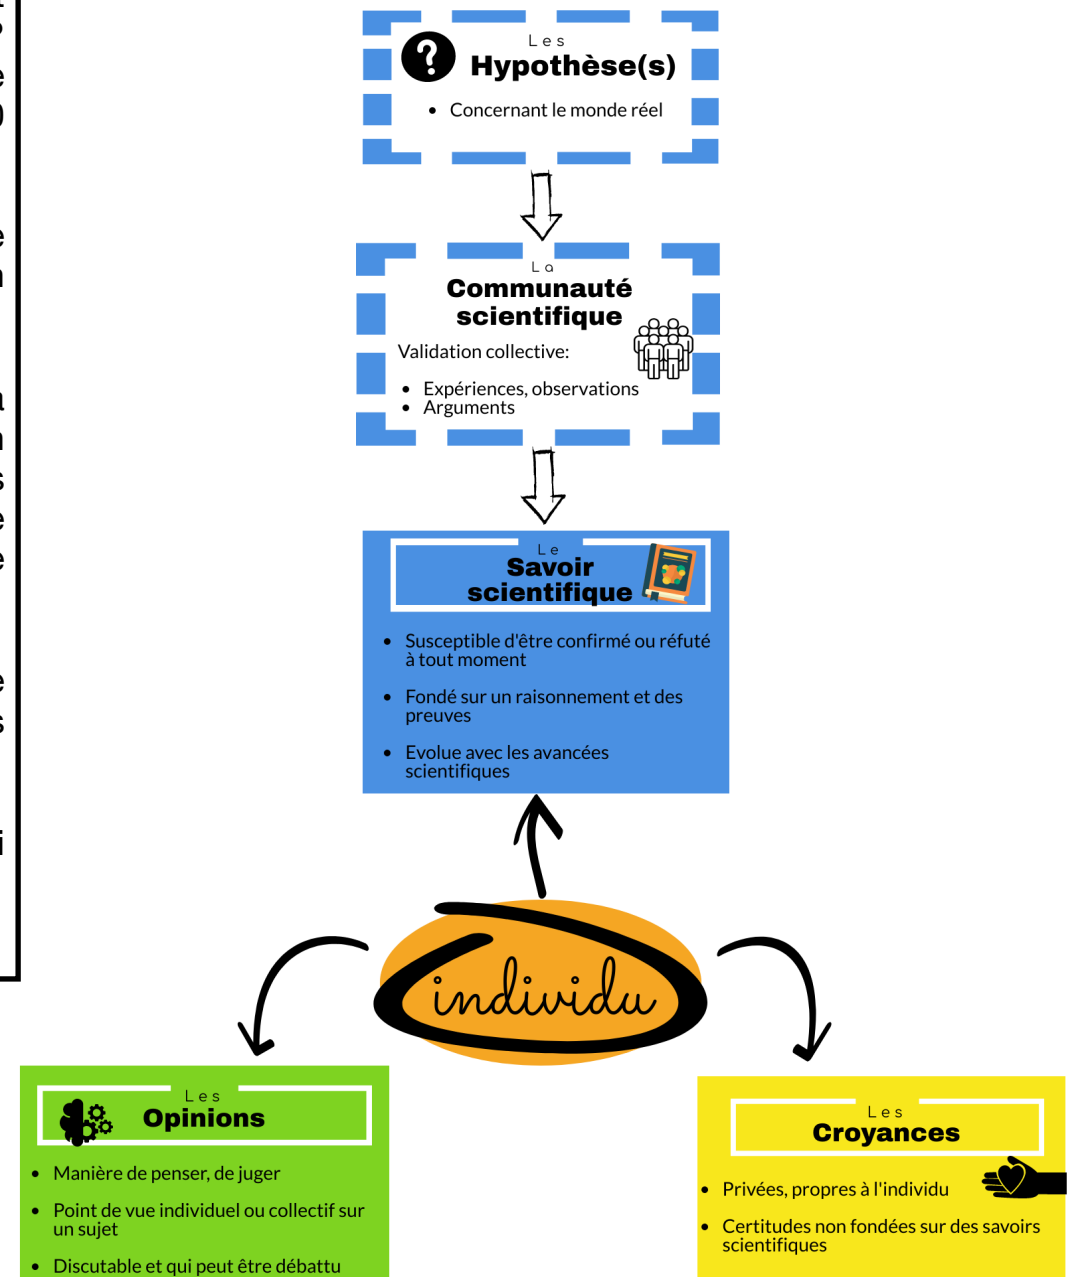 Les
Hypothèse(s)
• Concernant le monde réel
La
Communauté
scientifique
Validation collective:
• Expériences, observations
• Arguments
Le
Savoir
scientifique
• Susceptible d'être confirmé ou réfuté
à tout moment
• Fondé sur un raisonnement et des
preuves
• Evolue avec les avancées
scientifiques
individu
Les
Opinions
• Manière de penser, de juger
• Point de vue individuel ou collectif sur
un sujet
• Discutable et qui peut être débattu
Les
Croyances
• Privées, propres à l'individu
• Certitudes non fondées sur des savoirs
scientifiques